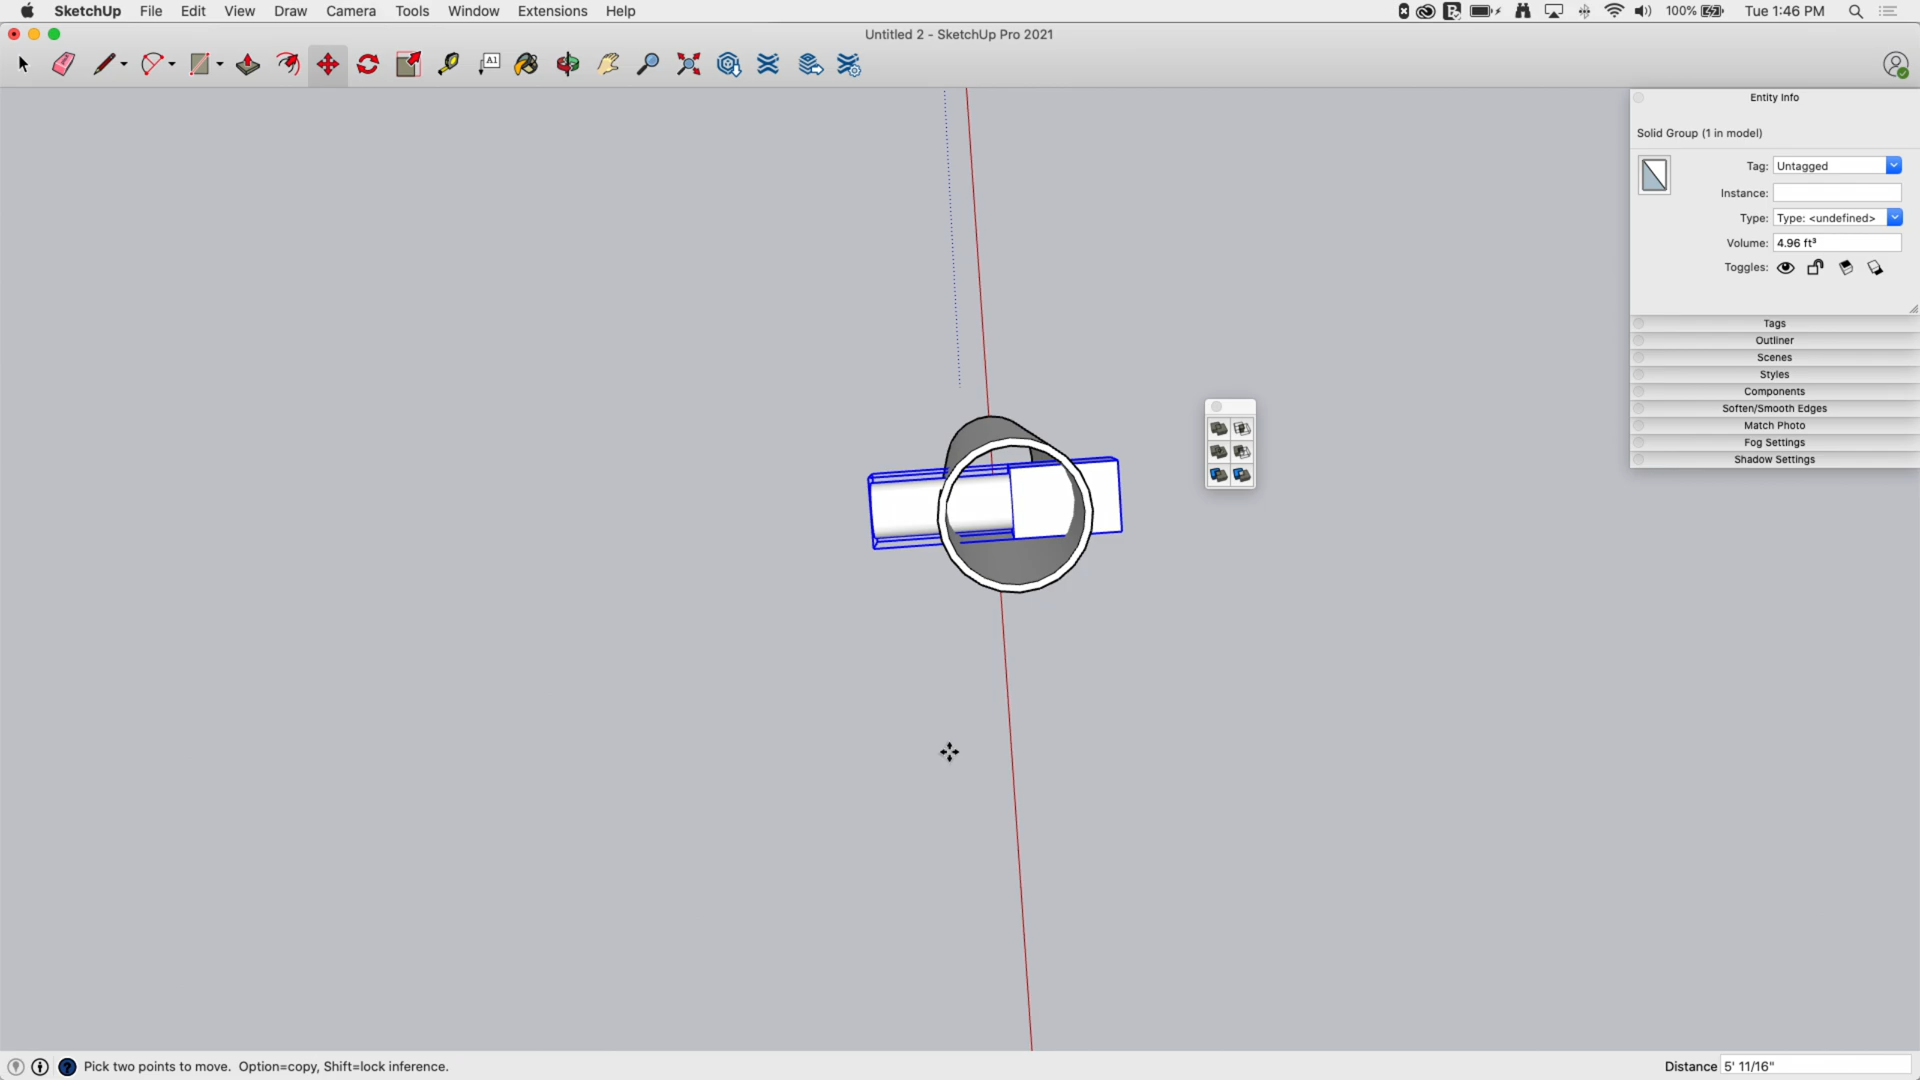 SketchUp File Edit View Draw Camera Tools Window Extensions Help 100% Tue 1:46 PM
Untitled 2 - SketchUp Pro 2021
A1
Entity Info
Solid Group (1 in model)
Tag: Untagged
Instance:
Type: Type: <undefined>
Volume: 4.96 ft³
Toggles:
Tags
Outliner
Scenes
Styles
Components
Soften/Smooth Edges
Match Photo
Fog Settings
Shadow Settings
Pick two points to move. Option=copy, Shift=lock inference. Distance 5' 11/16"